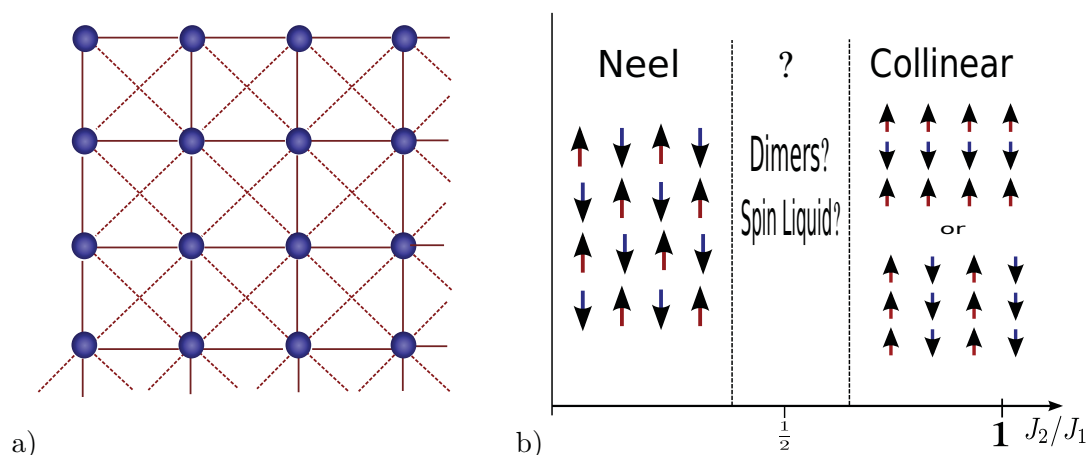 Neel
?
Collinear
Dimers?
Spin Liquid?
or
1/2
1
J₂/J₁
a)
b)